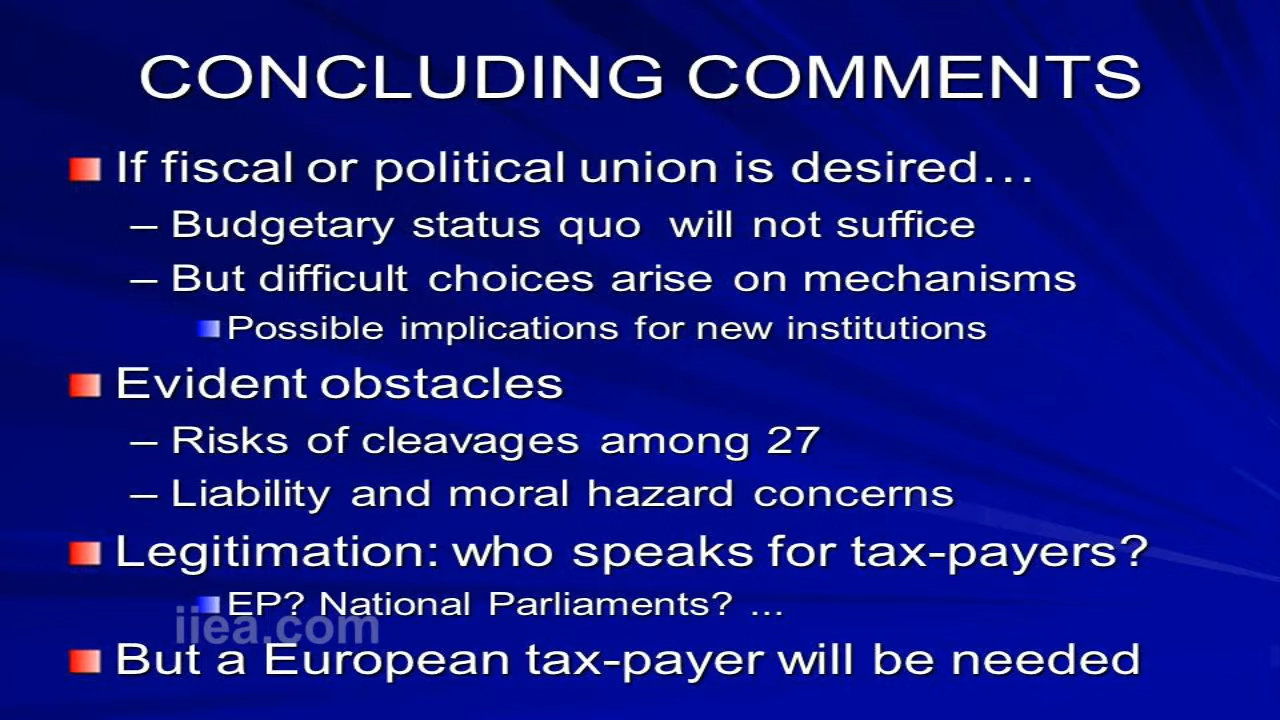 CONCLUDING COMMENTS
If fiscal or political union is desired…
– Budgetary status quo will not suffice
– But difficult choices arise on mechanisms
Possible implications for new institutions
Evident obstacles
– Risks of cleavages among 27
– Liability and moral hazard concerns
Legitimation: who speaks for tax-payers?
EP? National Parliaments? ...
iiea.com
But a European tax-payer will be needed